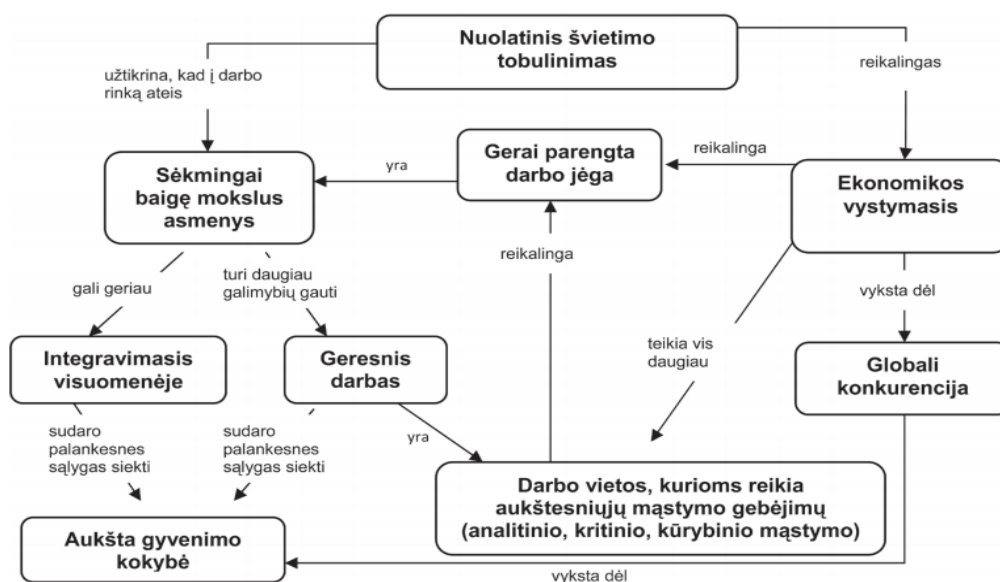 Nuolatinis švietimo
tobulinimas
užtikrina, kad į darbo
rinką ateis
reikalingas
Sėkmingai
baigę mokslus
asmenys
yra
Gerai parengta
darbo jėga
reikalinga
Ekonomikos
vystymasis
reikalinga
gali geriau
turi daugiau
galimybių gauti
vyksta dėl
teikia vis
daugiau
Integravimasis
visuomenėje
Geresnis
darbas
Globali
konkurencija
sudaro
palankesnes
sąlygas siekti
sudaro
palankesnes
sąlygas siekti
yra
Darbo vietos, kurioms reikia
aukštesniųjų mąstymo gebėjimų
(analitinio, kritinio, kūrybinio mąstymo)
Aukšta gyvenimo
kokybė
vyksta dėl